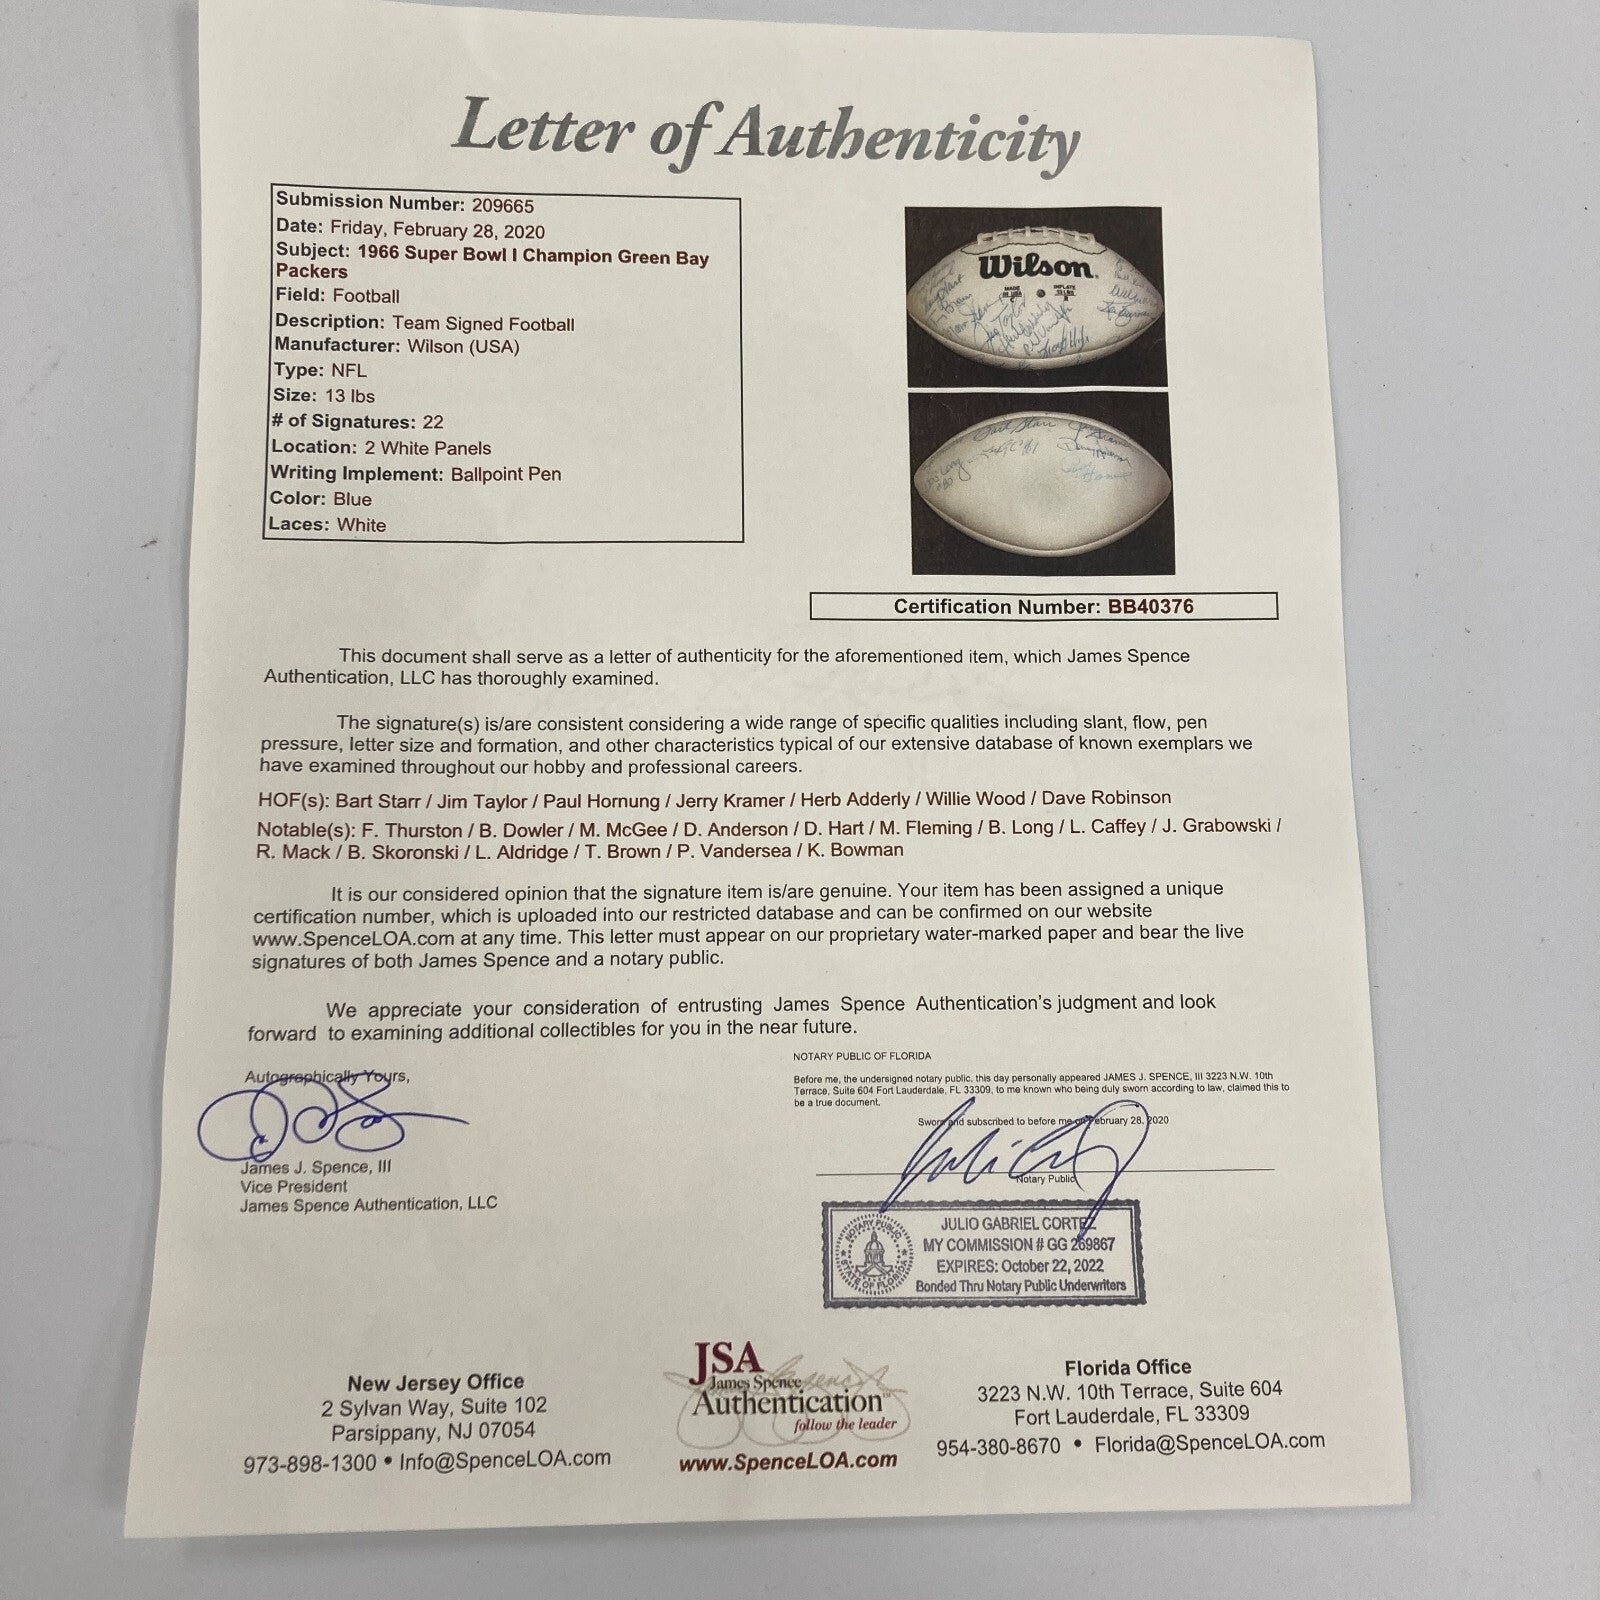 Letter of Authenticity
Submission Number: 209665
Date: Friday, February 28, 2020
Subject: 1966 Super Bowl I Champion Green Bay
Packers
Field: Football
Description: Team Signed Football
Manufacturer: Wilson (USA)
Type: NFL
Size: 13 lbs
# of Signatures: 22
Location: 2 White Panels
Writing Implement: Ballpoint Pen
Color: Blue
Laces: White
Wilson
MADE
IN USA
INFLATE
13 LBS
Bart Starr
Certification Number: BB40376
This document shall serve as a letter of authenticity for the aforementioned item, which James Spence
Authentication, LLC has thoroughly examined.
The signature(s) is/are consistent considering a wide range of specific qualities including slant, flow, pen
pressure, letter size and formation, and other characteristics typical of our extensive database of known exemplars we
have examined throughout our hobby and professional careers.
HOF(s): Bart Starr / Jim Taylor / Paul Hornung / Jerry Kramer / Herb Adderly / Willie Wood / Dave Robinson
Notable(s): F. Thurston / B. Dowler / M. McGee / D. Anderson / D. Hart / M. Fleming / B. Long / L. Caffey / J. Grabowski /
R. Mack / B. Skoronski / L. Aldridge / T. Brown / P. Vandersea / K. Bowman
It is our considered opinion that the signature item is/are genuine. Your item has been assigned a unique
certification number, which is uploaded into our restricted database and can be confirmed on our website
www.SpenceLOA.com at any time. This letter must appear on our proprietary water-marked paper and bear the live
signatures of both James Spence and a notary public.
We appreciate your consideration of entrusting James Spence Authentication's judgment and look
forward to examining additional collectibles for you in the near future.
Autographically Yours,
James J. Spence, III
Vice President
James Spence Authentication, LLC
NOTARY PUBLIC OF FLORIDA
Before me, the undersigned notary public, this day personally appeared JAMES J. SPENCE, III 3223 N.W. 10th
Terrace, Suite 604 Fort Lauderdale, FL 33309, to me known who being duly sworn according to law, claimed this to
be a true document.
Sworn and subscribed to before me on February 28, 2020
Notary Public
NOTARY PUBLIC
STATE OF FLORIDA
JULIO GABRIEL CORTEZ
MY COMMISSION # GG 269867
EXPIRES: October 22, 2022
Bonded Thru Notary Public Underwriters
New Jersey Office
2 Sylvan Way, Suite 102
Parsippany, NJ 07054
973-898-1300 • Info@SpenceLOA.com
JSA
James Spence
Authentication™
follow the leader
www.SpenceLOA.com
Florida Office
3223 N.W. 10th Terrace, Suite 604
Fort Lauderdale, FL 33309
954-380-8670 • Florida@SpenceLOA.com